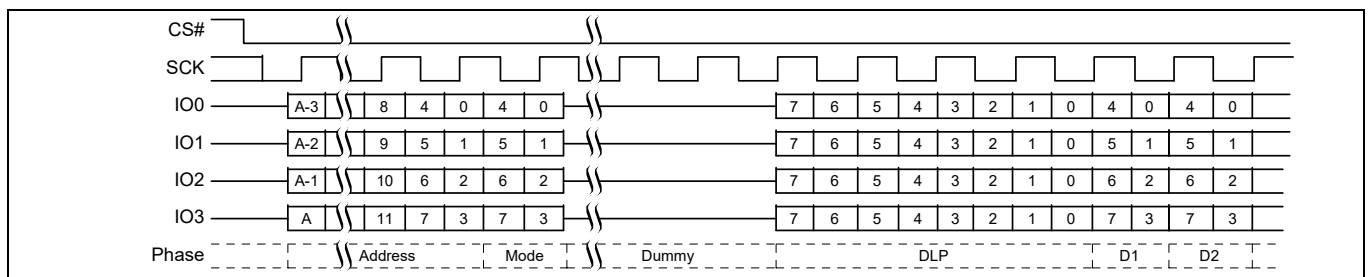 CS#
SCK
IO0 A-3 8 4 0 4 0 7 6 5 4 3 2 1 0 4 0 4 0
IO1 A-2 9 5 1 5 1 7 6 5 4 3 2 1 0 5 1 5 1
IO2 A-1 10 6 2 6 2 7 6 5 4 3 2 1 0 6 2 6 2
IO3 A 11 7 3 7 3 7 6 5 4 3 2 1 0 7 3 7 3
Phase Address Mode Dummy DLP D1 D2